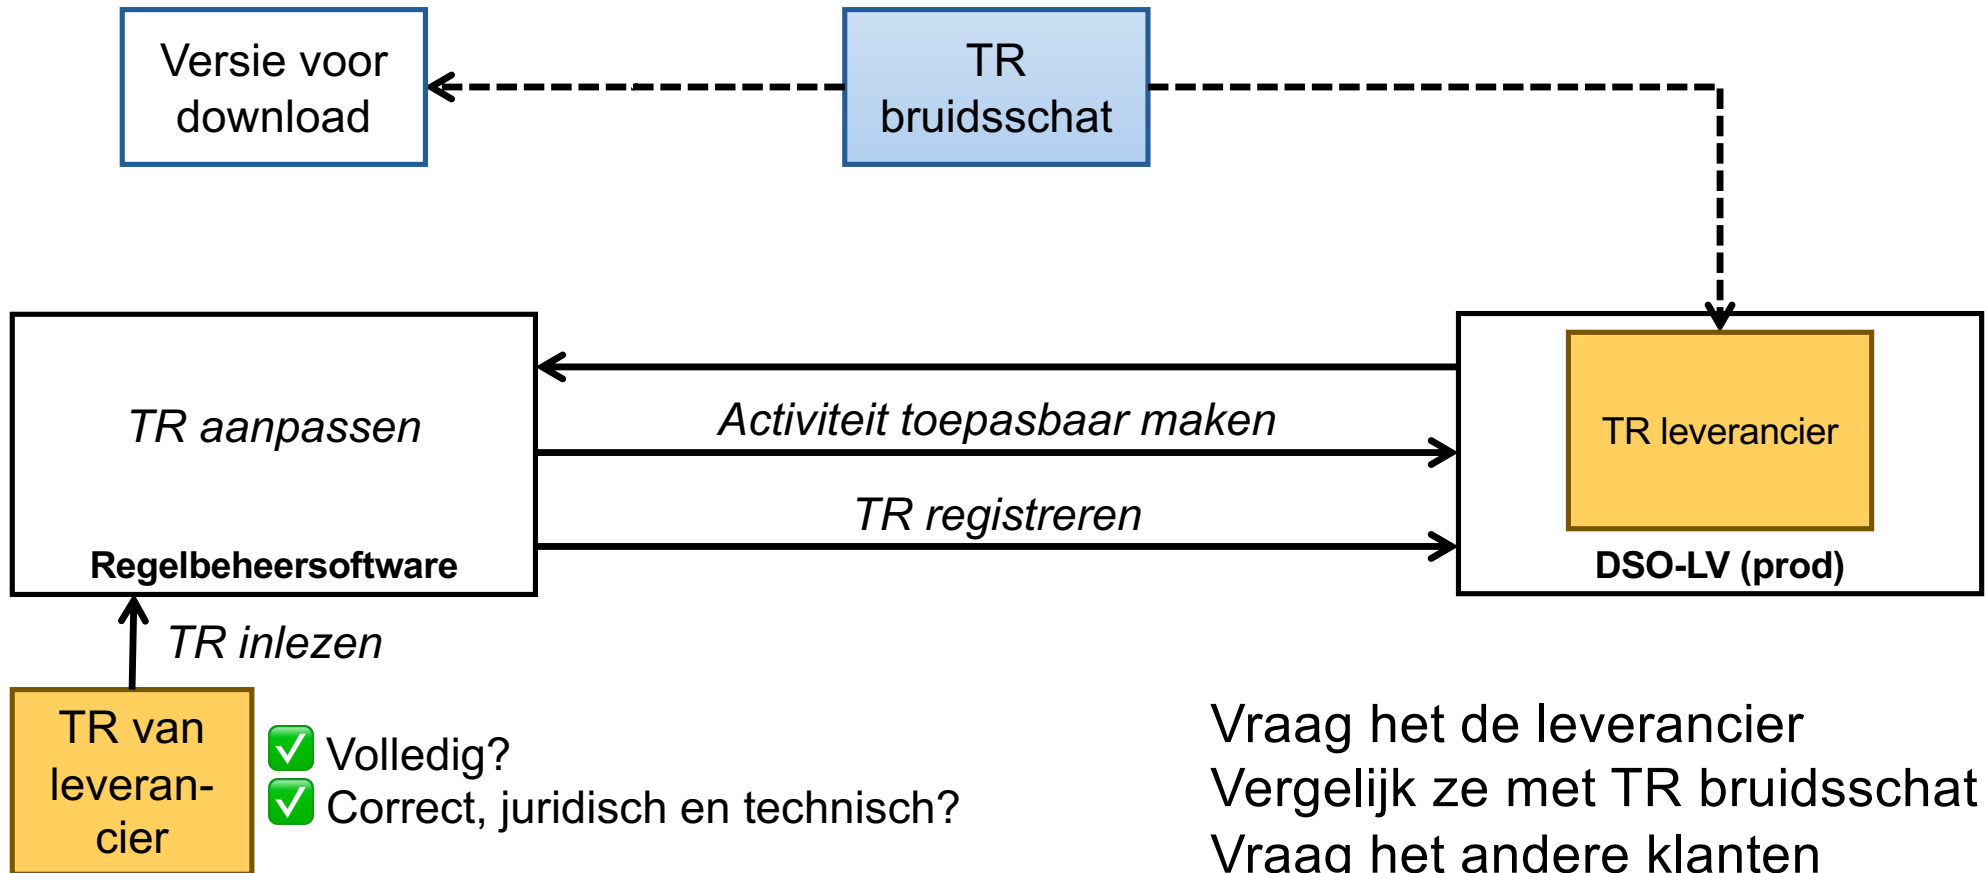 Versie voor
download
TR
bruidsschat
TR aanpassen
Regelbeheersoftware
Activiteit toepasbaar maken
TR registreren
TR leverancier
DSO-LV (prod)
TR inlezen
TR van
leveran-
cier
Volledig?
Correct, juridisch en technisch?
Vraag het de leverancier
Vergelijk ze met TR bruidsschat
Vraag het andere klanten